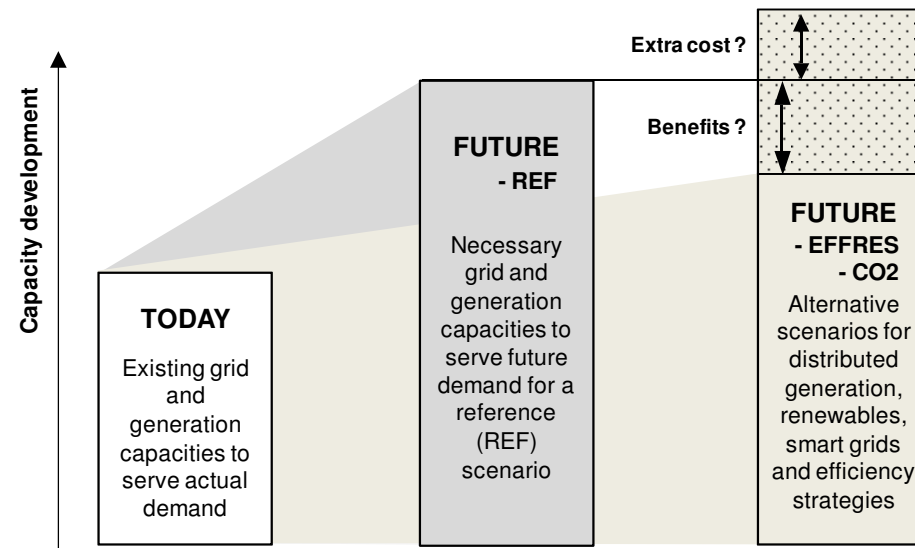 Capacity development
TODAY
Existing grid
and
generation
capacities to
serve actual
demand
FUTURE
- REF
Necessary
grid and
generation
capacities to
serve future
demand for a
reference
(REF)
scenario
Extra cost ?
Benefits ?
FUTURE
- EFFRES
- CO2
Alternative
scenarios for
distributed
generation,
renewables,
smart grids
and efficiency
strategies